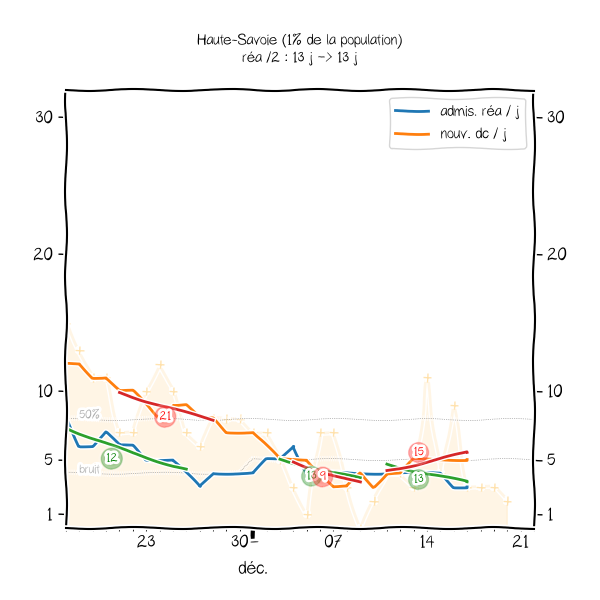 Haute-Savoie (1% de la population)
réa /2 : 13 j -> 13 j
admis. réa / j
nouv. dc / j
30 30
20 20
10 10
50%
21
15
12
5 5
bruit
13 9
13
1 1
23 30 07 14 21
déc.